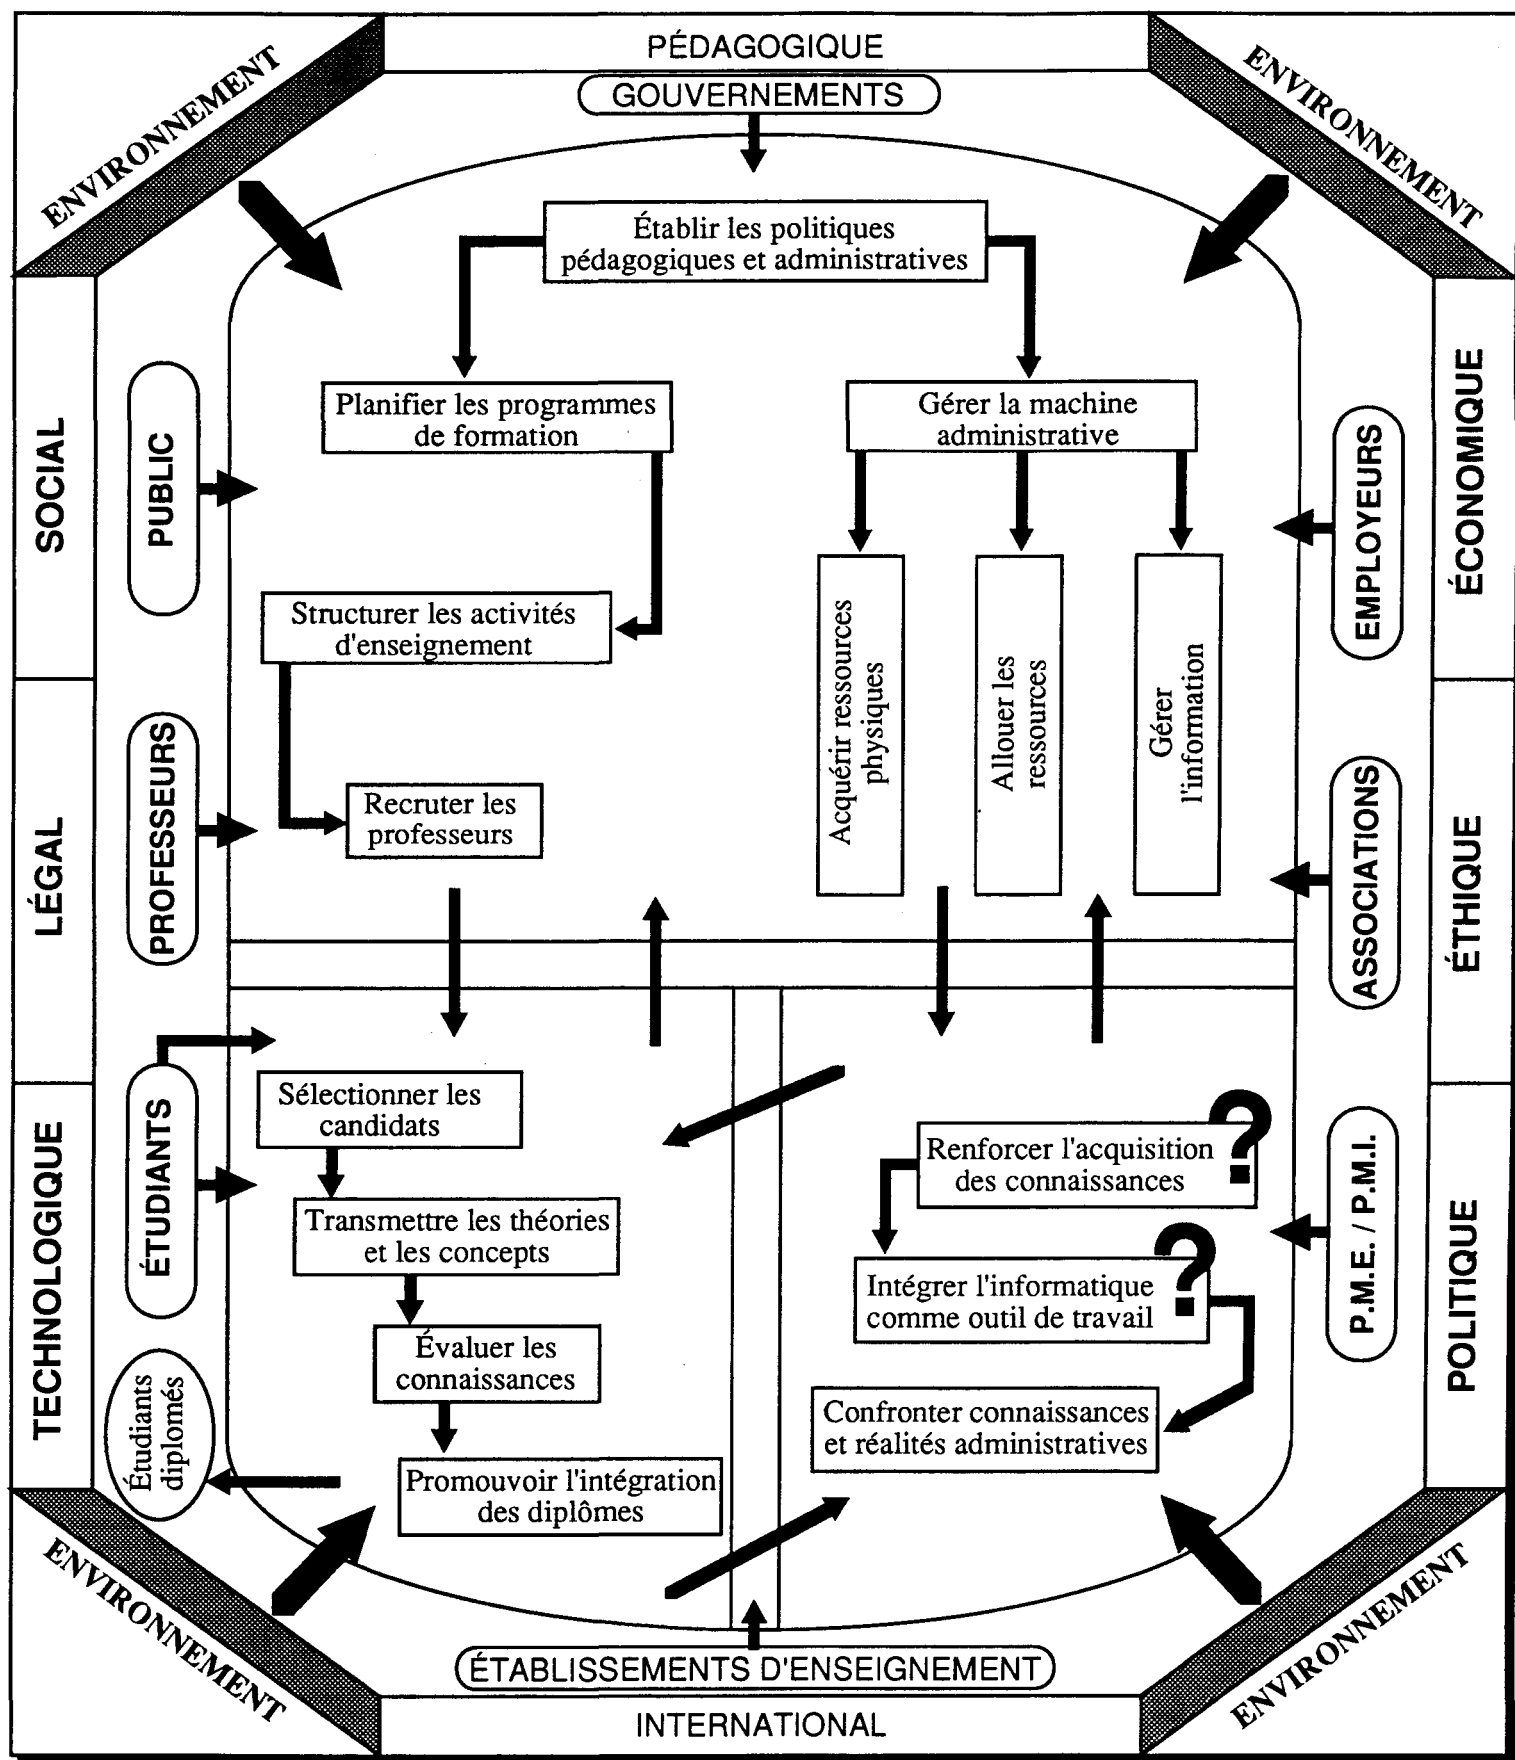 PÉDAGOGIQUE
GOUVERNEMENTS
ENVIRONNEMENT
ENVIRONNEMENT
Établir les politiques
pédagogiques et administratives
Planifier les programmes
de formation
Gérer la machine
administrative
SOCIAL
PUBLIC
EMPLOYEURS
ÉCONOMIQUE
Structurer les activités
d'enseignement
Acquérir ressources
physiques
Allouer les
ressources
Gérer
l'information
Recruter les
professeurs
LÉGAL
PROFESSEURS
ASSOCIATIONS
ÉTHIQUE
Sélectionner les
candidats
Transmettre les théories
et les concepts
Évaluer les
connaissances
Promouvoir l'intégration
des diplômes
Renforcer l'acquisition
des connaissances
?
Intégrer l'informatique
comme outil de travail
?
Confronter connaissances
et réalités administratives
TECHNOLOGIQUE
ÉTUDIANTS
Étudiants
diplomés
P.M.E. / P.M.I.
POLITIQUE
ENVIRONNEMENT
ENVIRONNEMENT
ÉTABLISSEMENTS D'ENSEIGNEMENT
INTERNATIONAL